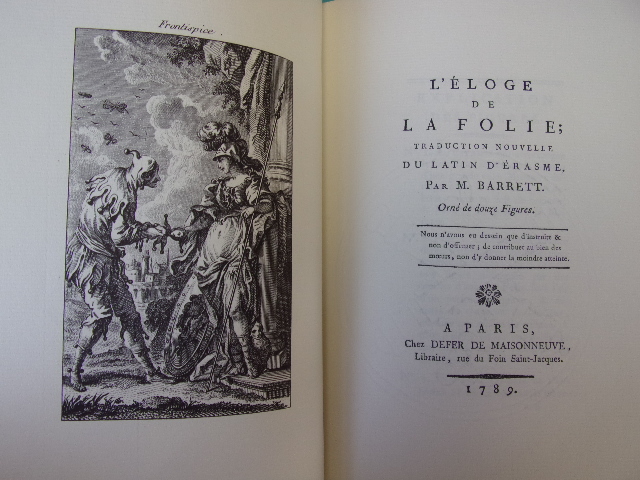 Frontispice.
L'ÉLOGE
DE
LA FOLIE;
TRADUCTION NOUVELLE
DU LATIN D'ÉRASME.
PAR M. BARRETT.
Orné de douze Figures.
Nous n'avons eu dessein que d'instruire &
non d'offenser; de contribuer au bien des
mœurs, non d'y donner la moindre atteinte.
A PARIS,
Chez DEFER DE MAISONNEUVE,
Libraire, rue du Foin Saint-Jacques.
1789.